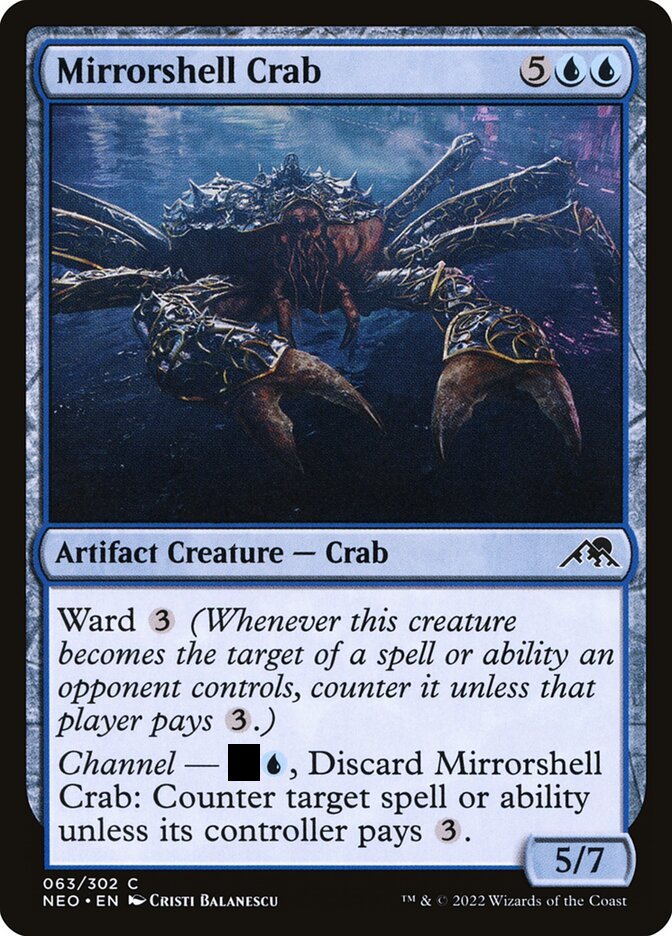 Mirrorshell Crab 5
Artifact Creature — Crab
Ward 3 (Whenever this creature
becomes the target of a spell or ability an
opponent controls, counter it unless that
player pays 3.)
Channel — , Discard Mirrorshell
Crab: Counter target spell or ability
unless its controller pays 3.
5/7
063/302 C
NEO • EN Cristi Balanescu
™ & © 2022 Wizards of the Coast